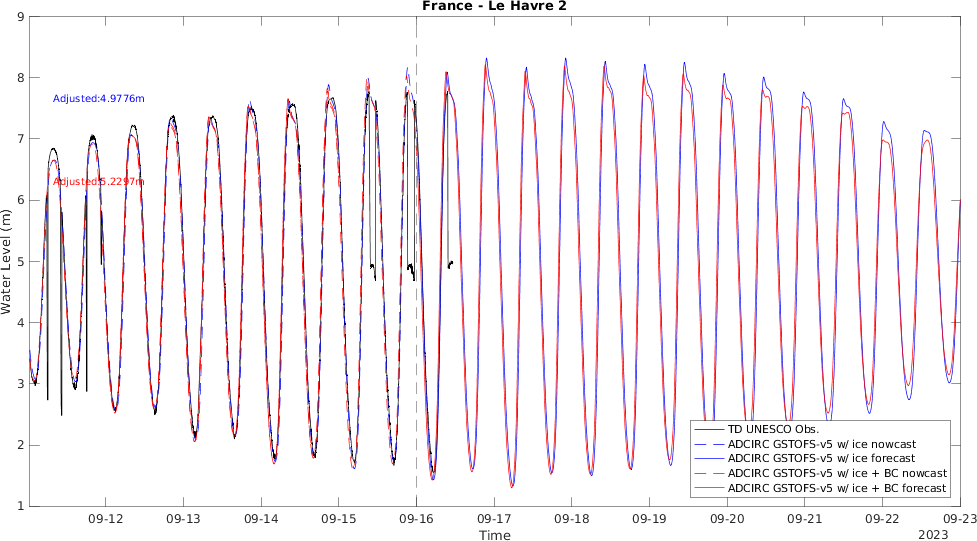 France - Le Havre 2
9
8
7
6
5
4
3
2
1
Water Level (m)
Adjusted:4.9776m
Adjusted:5.2297m
TD UNESCO Obs.
ADCIRC GSTOFS-v5 w/ ice nowcast
ADCIRC GSTOFS-v5 w/ ice forecast
ADCIRC GSTOFS-v5 w/ ice + BC nowcast
ADCIRC GSTOFS-v5 w/ ice + BC forecast
09-12 09-13 09-14 09-15 09-16 09-17 09-18 09-19 09-20 09-21 09-22 09-23
Time
2023